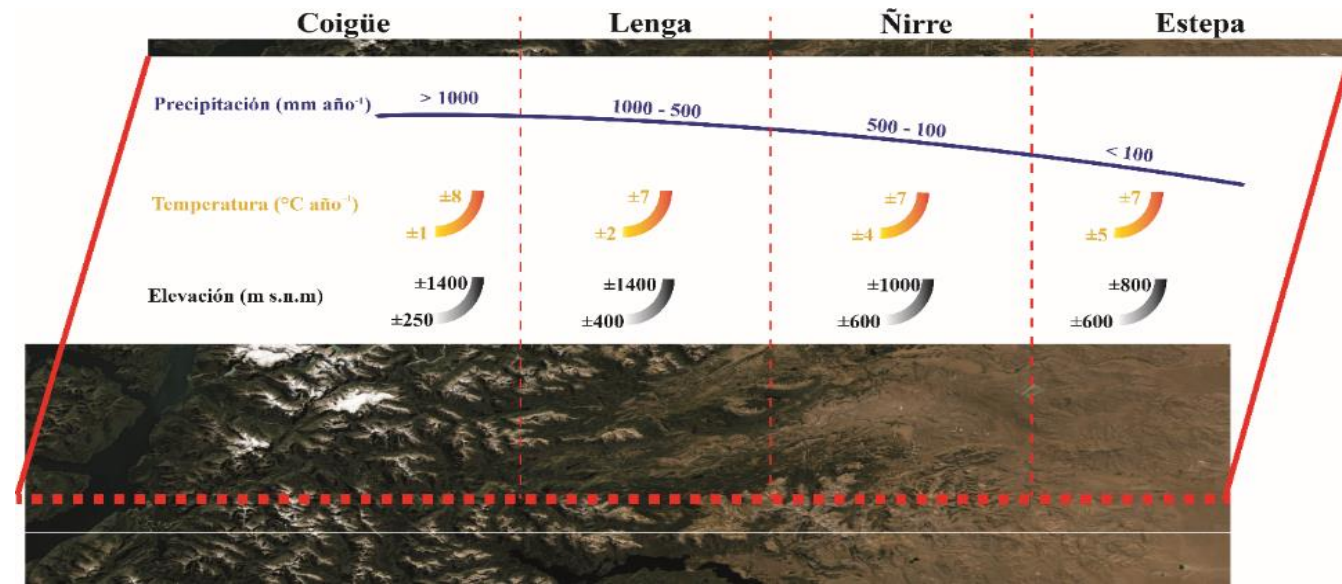 Coigüe Lenga Ñirre Estepa
Precipitación (mm año⁻¹) > 1000 1000 - 500 500 - 100 < 100
Temperatura (°C año⁻¹) ±8 ±7 ±7 ±7
±1 ±2 ±4 ±5
Elevación (m s.n.m) ±1400 ±1400 ±1000 ±800
±250 ±400 ±600 ±600